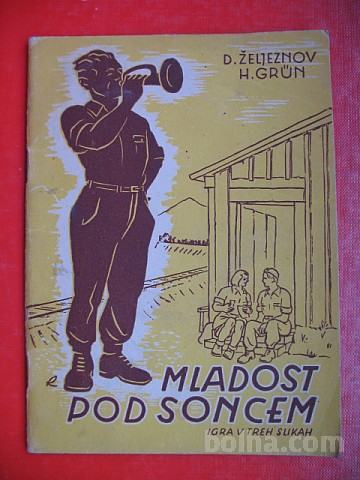 D. ŽELJEZNOV
H. GRÜN
MLADOST
POD SONCEM
IGRA V TREH SLIKAH
bolha.com